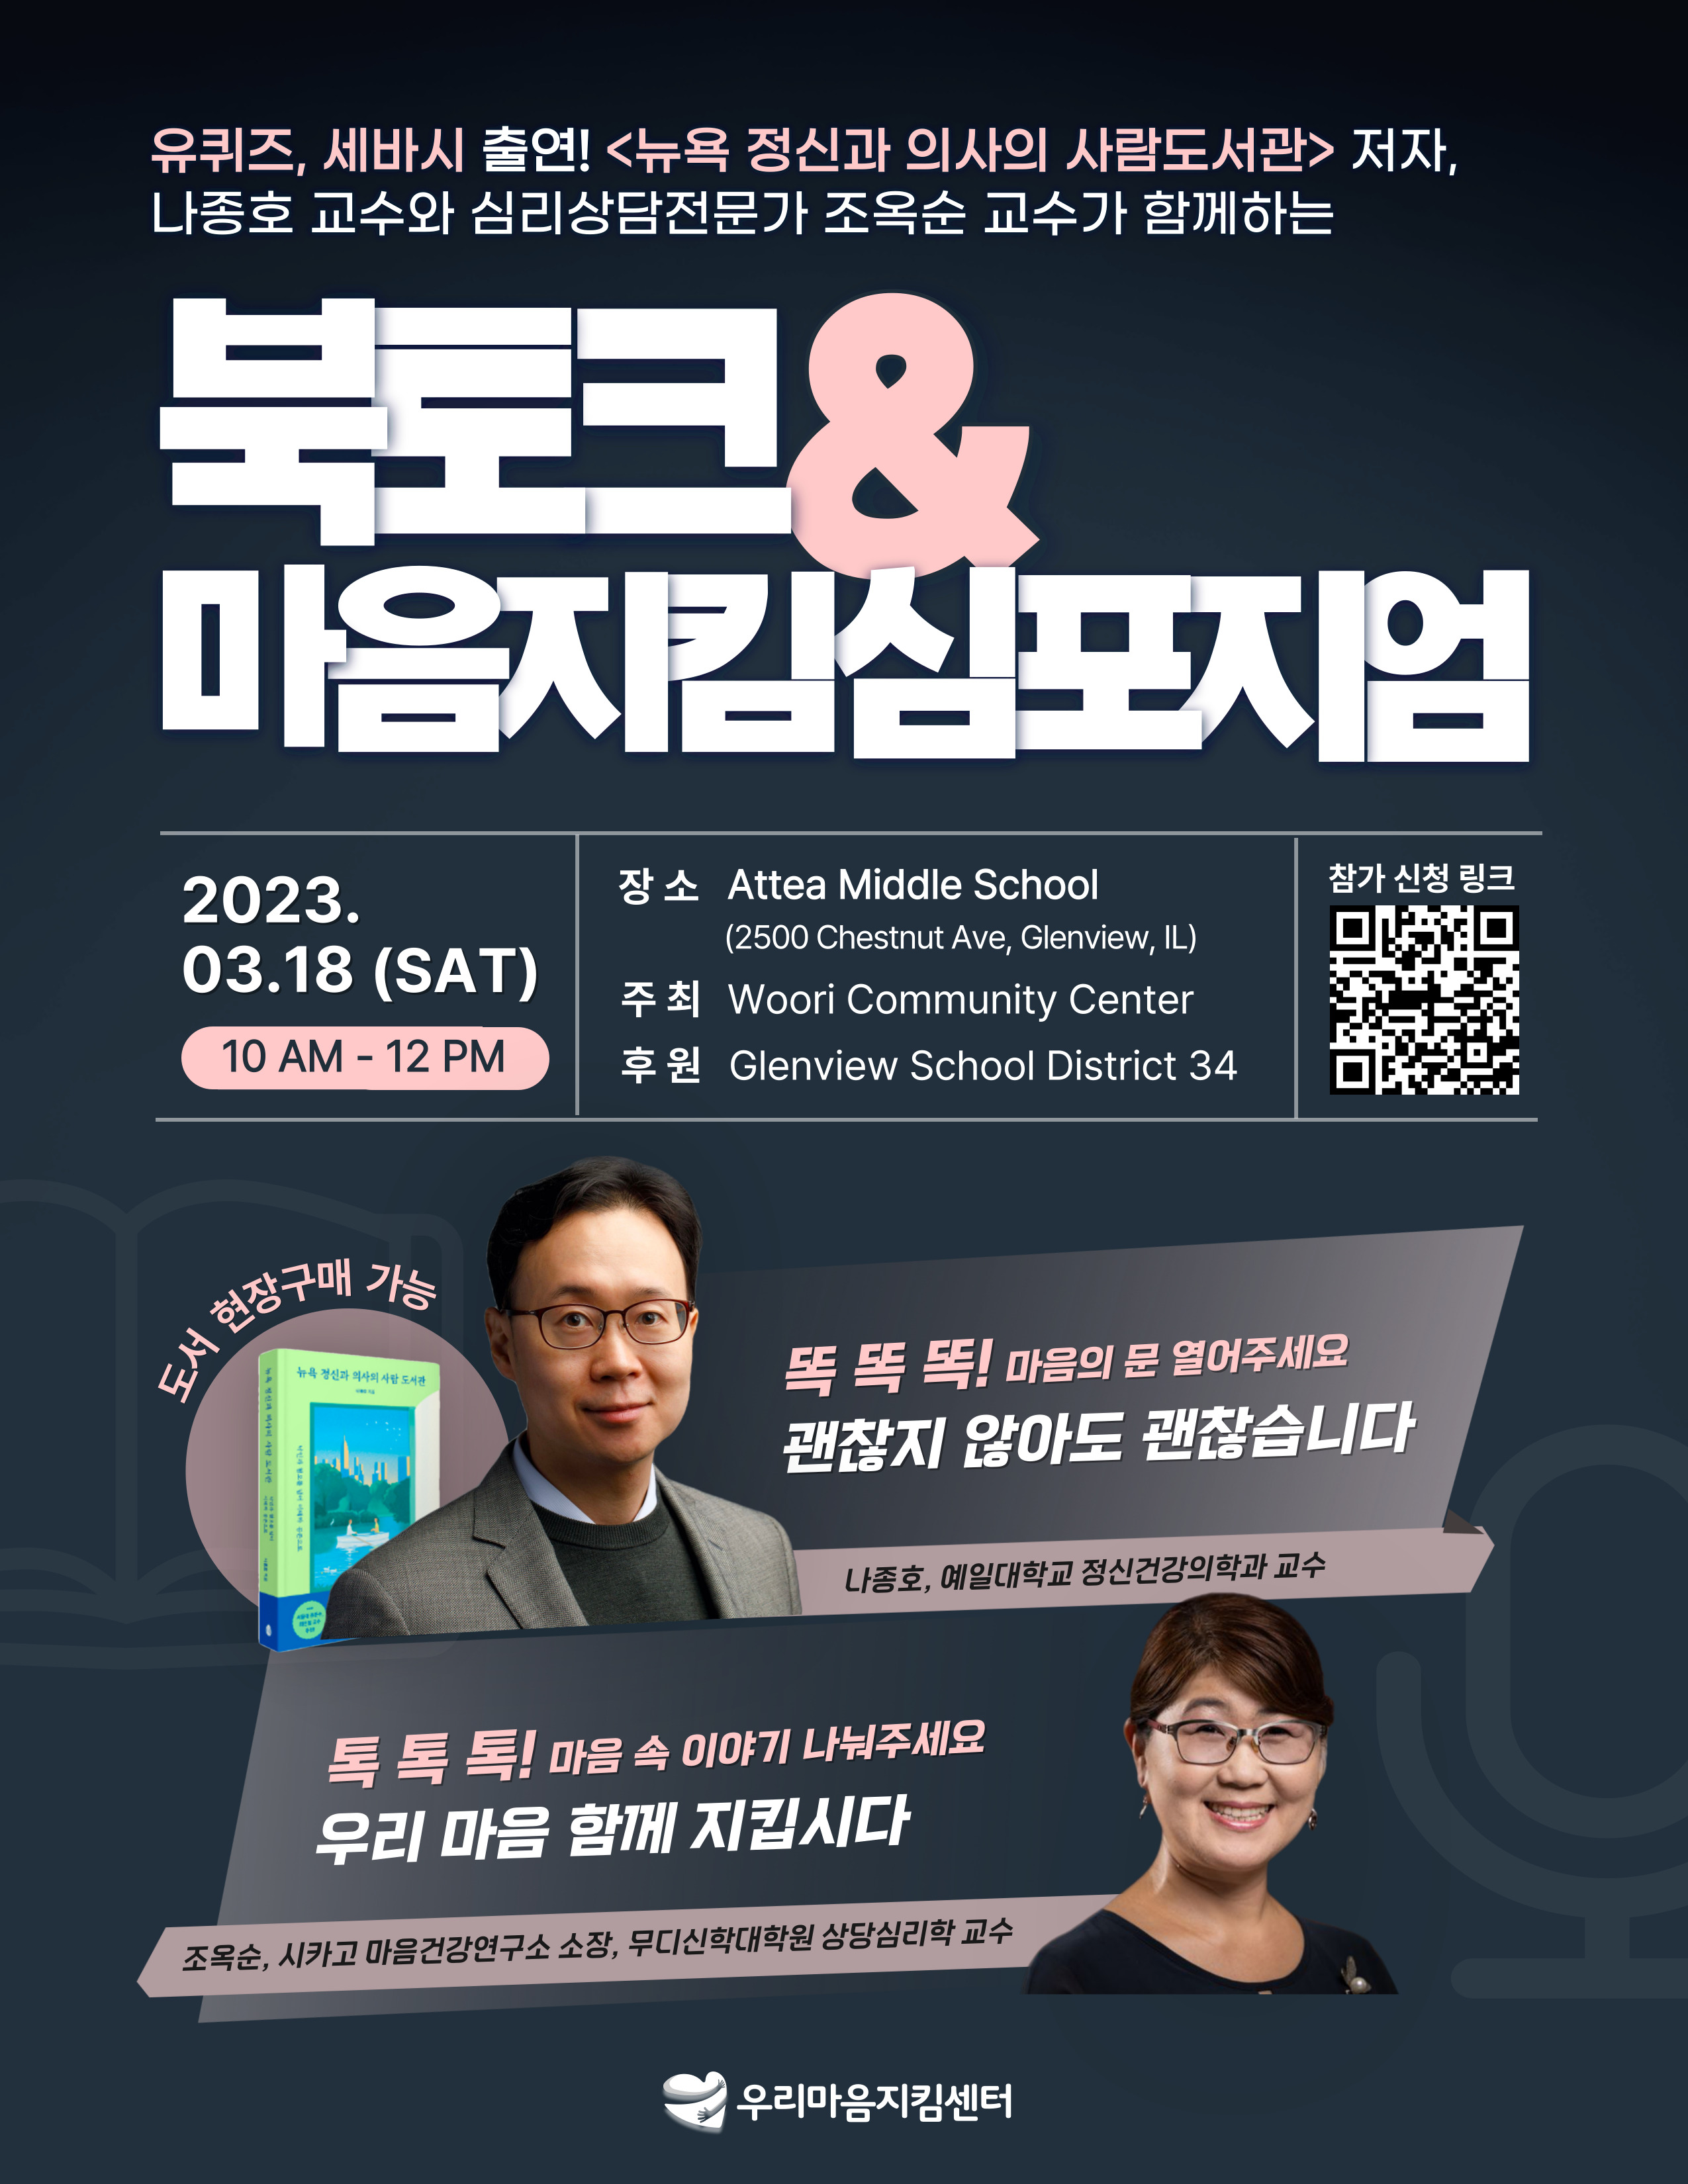 유퀴즈, 세바시 출연! <뉴욕 정신과 의사의 사람도서관> 저자,
나종호 교수와 심리상담전문가 조옥순 교수가 함께하는
북토크&
마음지킴심포지엄
2023.
03.18 (SAT)
10 AM - 12 PM
장 소 Attea Middle School
(2500 Chestnut Ave, Glenview, IL)
주 최 Woori Community Center
후 원 Glenview School District 34
참가 신청 링크
도서 현장구매 가능
뉴욕 정신과 의사의 사람 도서관
똑 똑 똑! 마음의 문 열어주세요
괜찮지 않아도 괜찮습니다
나종호, 예일대학교 정신건강의학과 교수
톡 톡 톡! 마음 속 이야기 나눠주세요
우리 마음 함께 지킵시다
조옥순, 시카고 마음건강연구소 소장, 무디신학대학원 상당심리학 교수
우리마음지킴센터